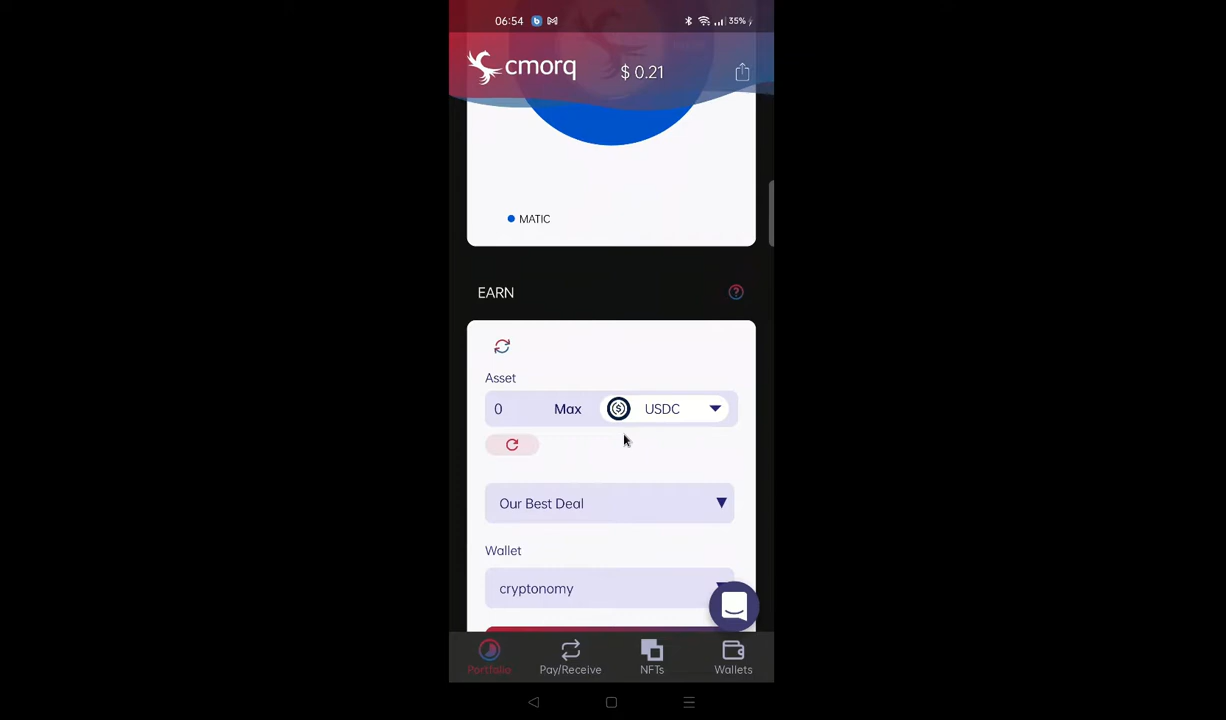 06:54
35%
cmorq
$ 0.21
MATIC
EARN
?
Asset
0 Max USDC
Our Best Deal
Wallet
cryptonomy
Portfolio Pay/Receive NFTs Wallets